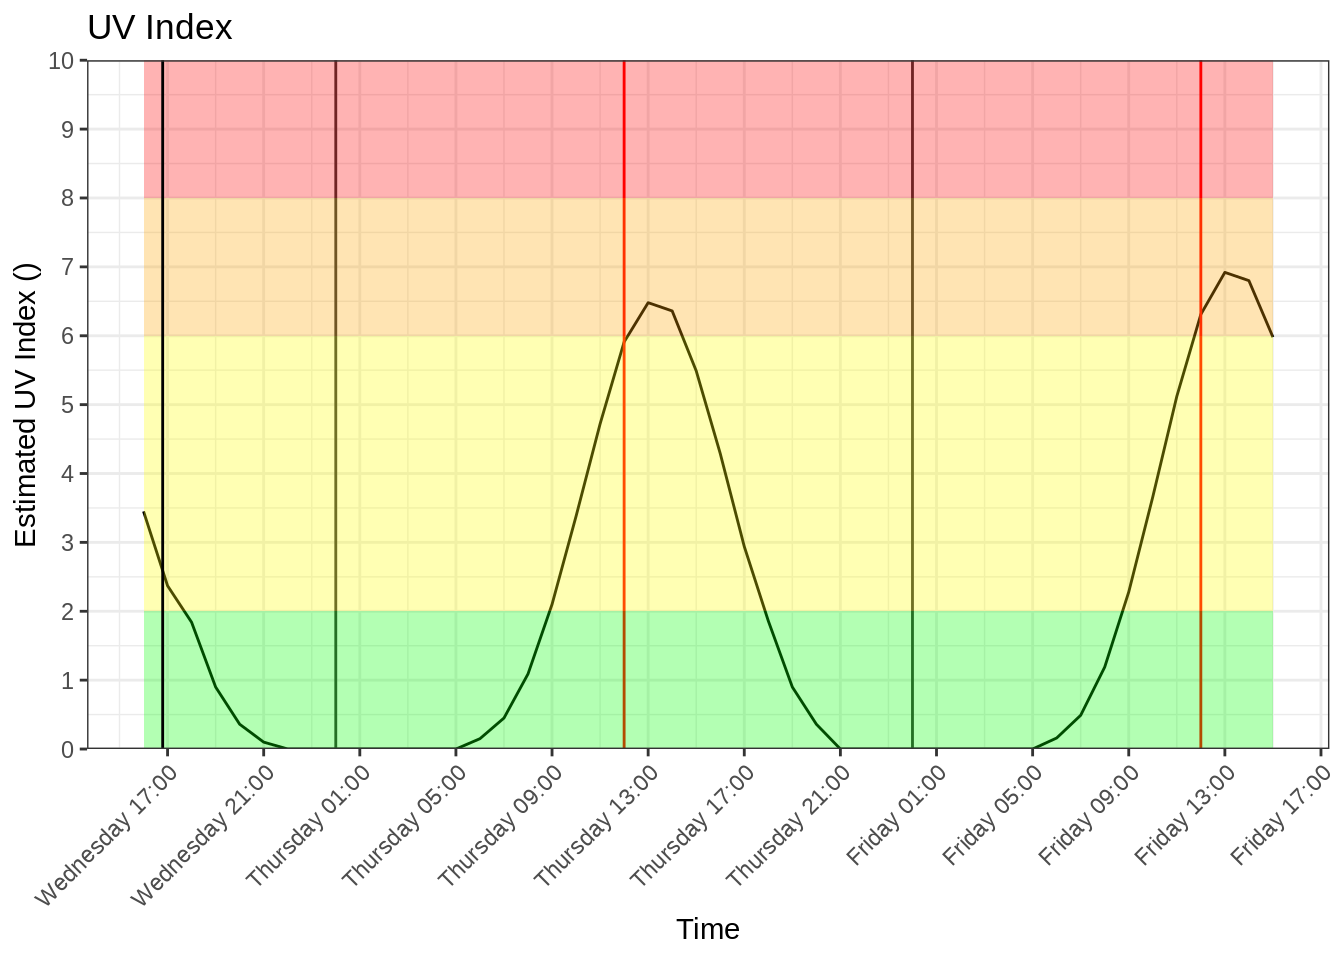 UV Index
10
9
8
7
6
5
4
3
2
1
0
Estimated UV Index ()
Wednesday 17:00
Wednesday 21:00
Thursday 01:00
Thursday 05:00
Thursday 09:00
Thursday 13:00
Thursday 17:00
Thursday 21:00
Friday 01:00
Friday 05:00
Friday 09:00
Friday 13:00
Friday 17:00
Time